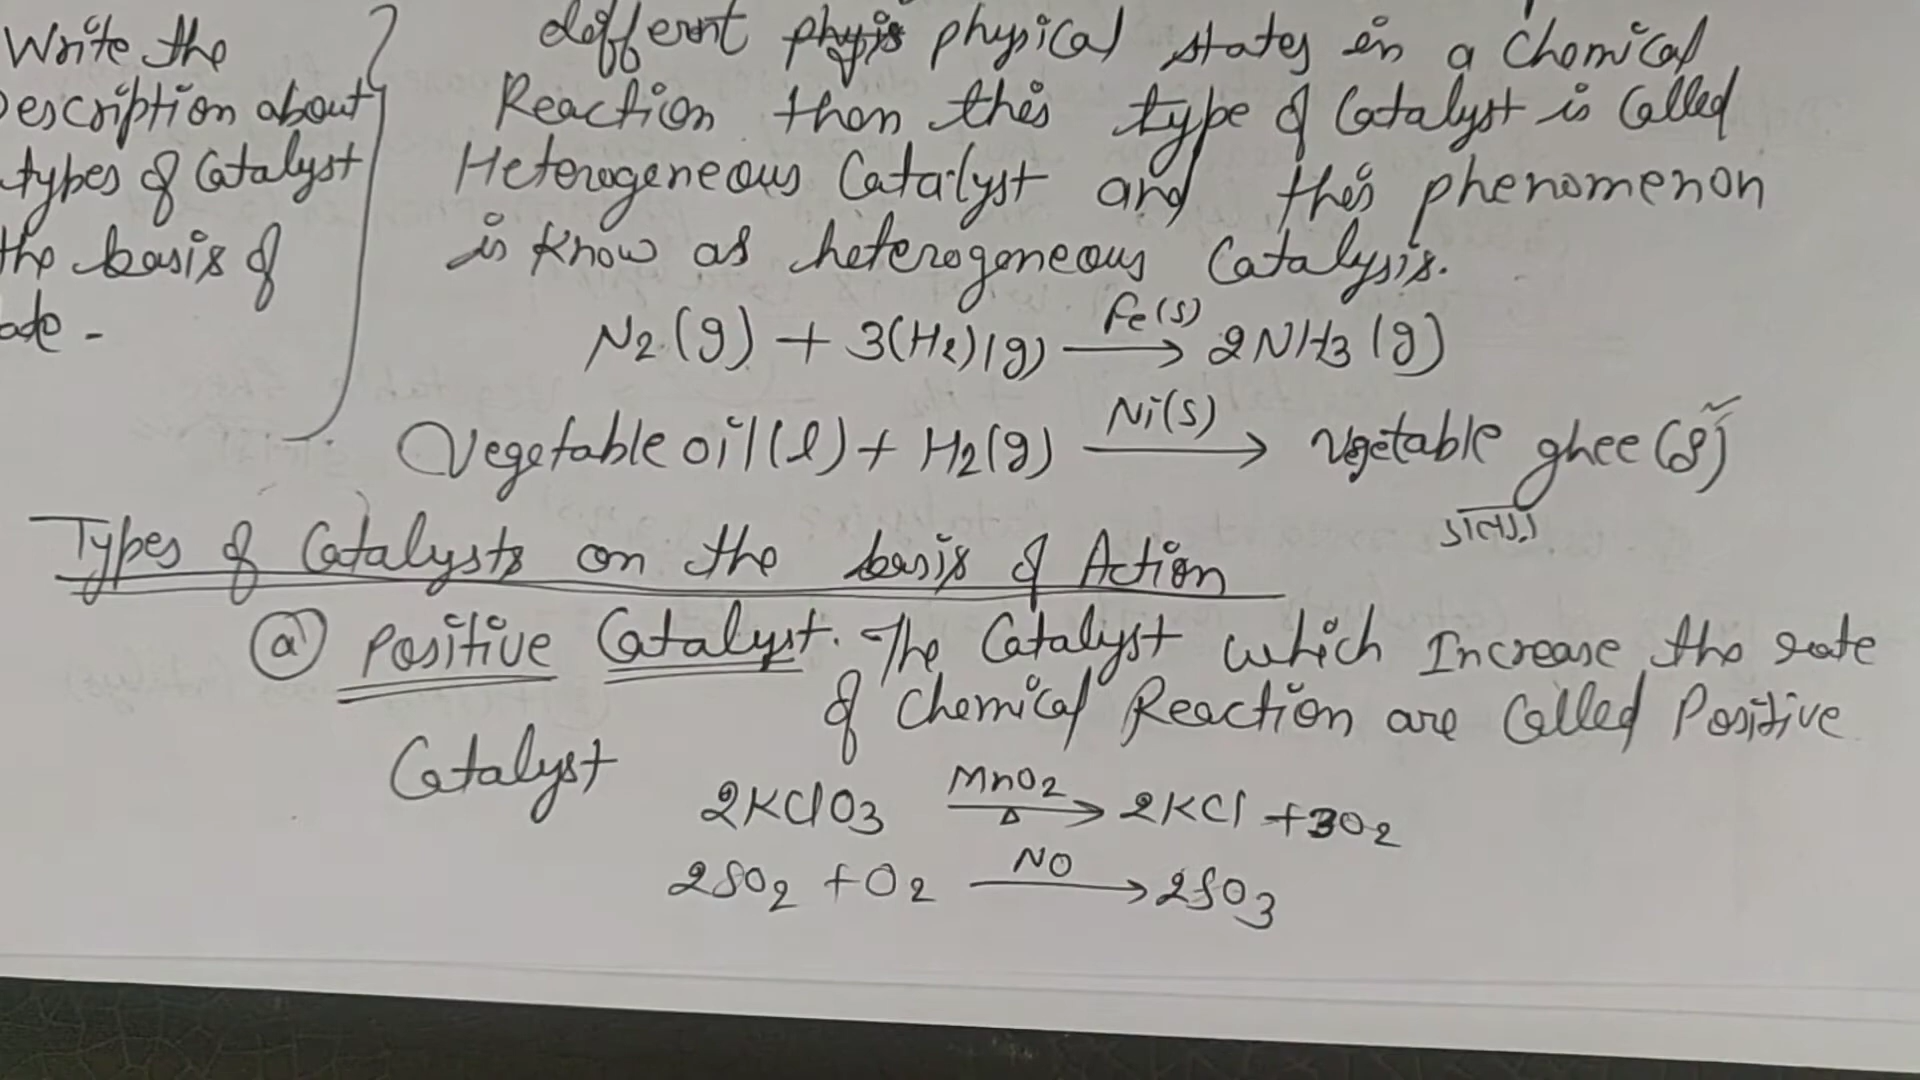 Write the
escription about
types of Catalyst
the basis of
ate -
defferent physical states in a Chemical
Reaction then this type of Catalyst is Called
Heterogeneous Catalyst and this phenomenon
is know as heterogeneous Catalysis.
N2(g) + 3(H2)(g) Fe(s) → 2NH3(g)
Vegetable oil(l) + H2(g) Ni(s) → Vegetable ghee (s)
Types of Catalysts on the basis of Action
(a) Positive Catalyst. The Catalyst which Increase the rate
of Chemical Reaction are Called Positive
Catalyst
2KClO3 MnO2 → Δ 2KCl + 3O2
2SO2 + O2 NO → 2SO3